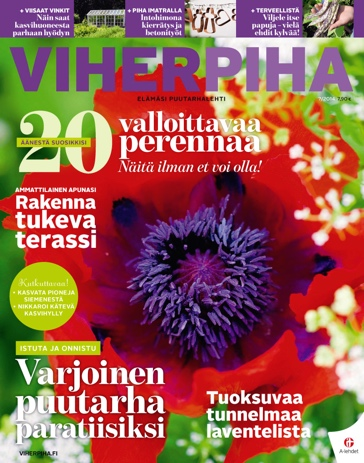 + VISAAT VINKIT
Näin saat
kasvihuoneesta
parhaan hyödyn
+ PIHA IMATRALLA
Intohimona
kierrätys ja
betonityöt
+ TERVEELLISTÄ
Viljele itse
papuja – vielä
ehdit kylvää!
VIHERPIHA
ELÄMÄSI PUUTARHALEHTI
7,90€
20
ÄÄNESTÄ SUOSIKKISI
valloittavaa
perennaa
Näitä ilman et voi olla!
AMMATTILAINEN APUNASI
Rakenna
tukeva
terassi
Kutkuttavaa!
+ KASVATA PIONEJA
SIEMENESTÄ
+ NIKKAROI KÄTEVÄ
KASVIHYLLY
ISTUTA JA ONNISTU
Varjoinen
puutarha
paratiisiksi
Tuoksuvaa
tunnelmaa
laventelista
VIHERPIHA.FI
A-lehdet